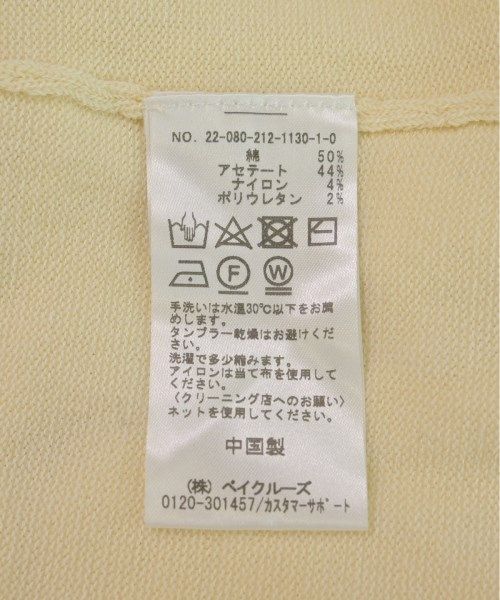 NO. 22-080-212-1130-1-0
綿 50%
アセテート 44%
ナイロン 4%
ポリウレタン 2%
F W
手洗いは水温30℃以下をお薦
めします。
タンブラー乾燥はお避けくだ
さい。
洗濯で多少縮みます。
アイロンは当て布を使用して
ください。
〈クリーニング店へのお願い〉
ネットを使用してください。
中国製
(株) ベイクルーズ
0120-301457/カスタマーサポート